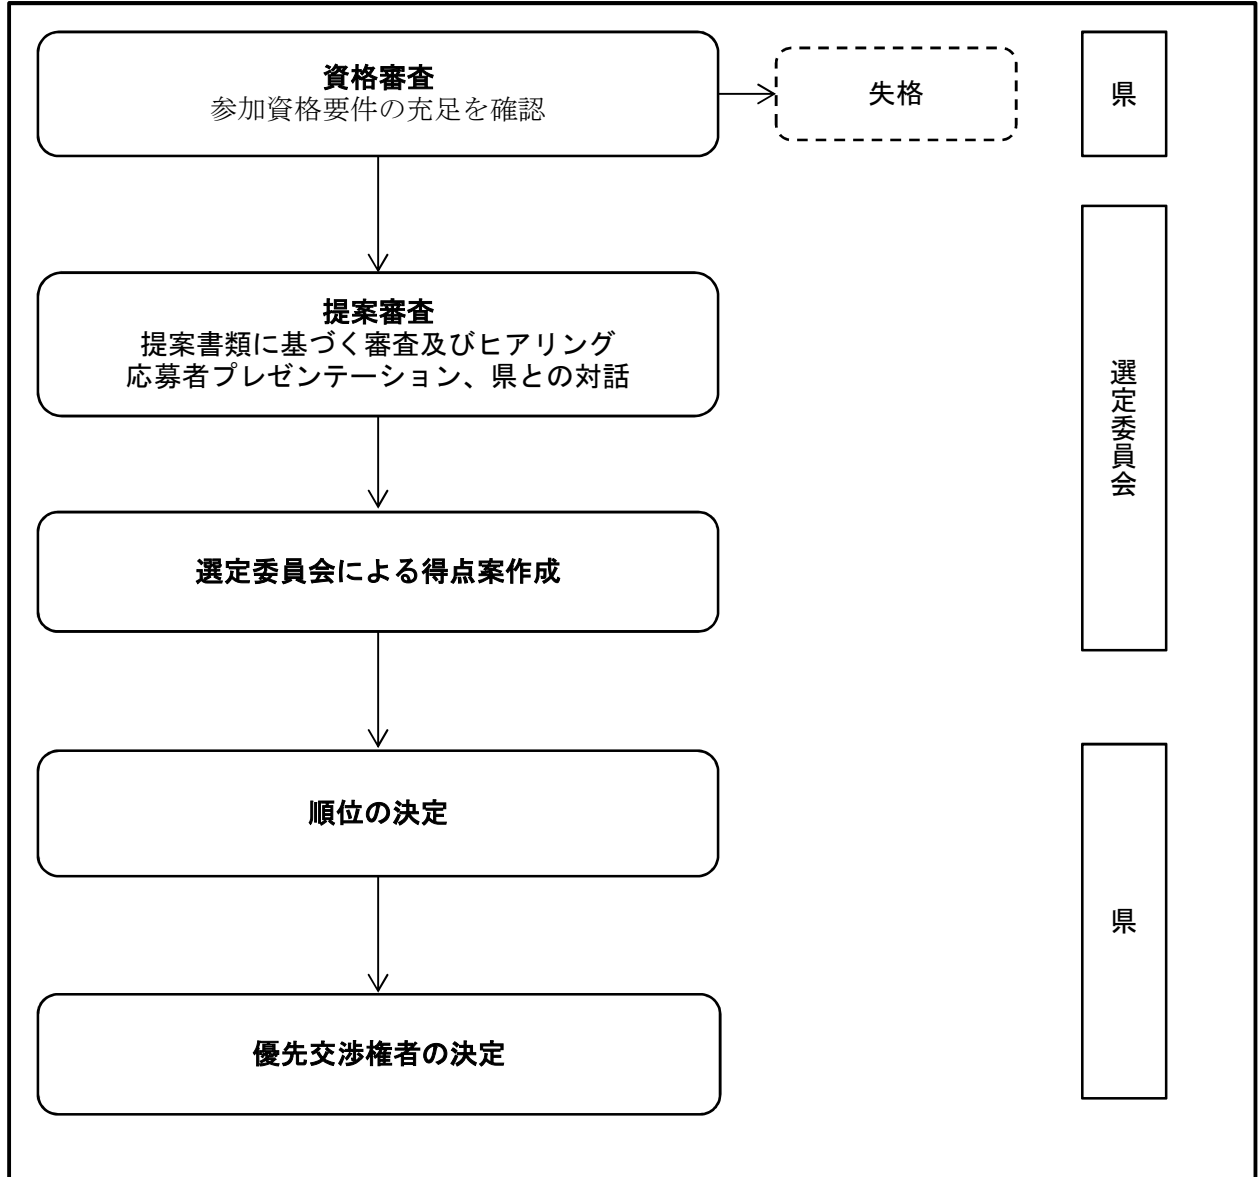 資格審査
参加資格要件の充足を確認
失格
県
提案審査
提案書類に基づく審査及びヒアリング
応募者プレゼンテーション、県との対話
選定委員会
選定委員会による得点案作成
順位の決定
県
優先交渉権者の決定